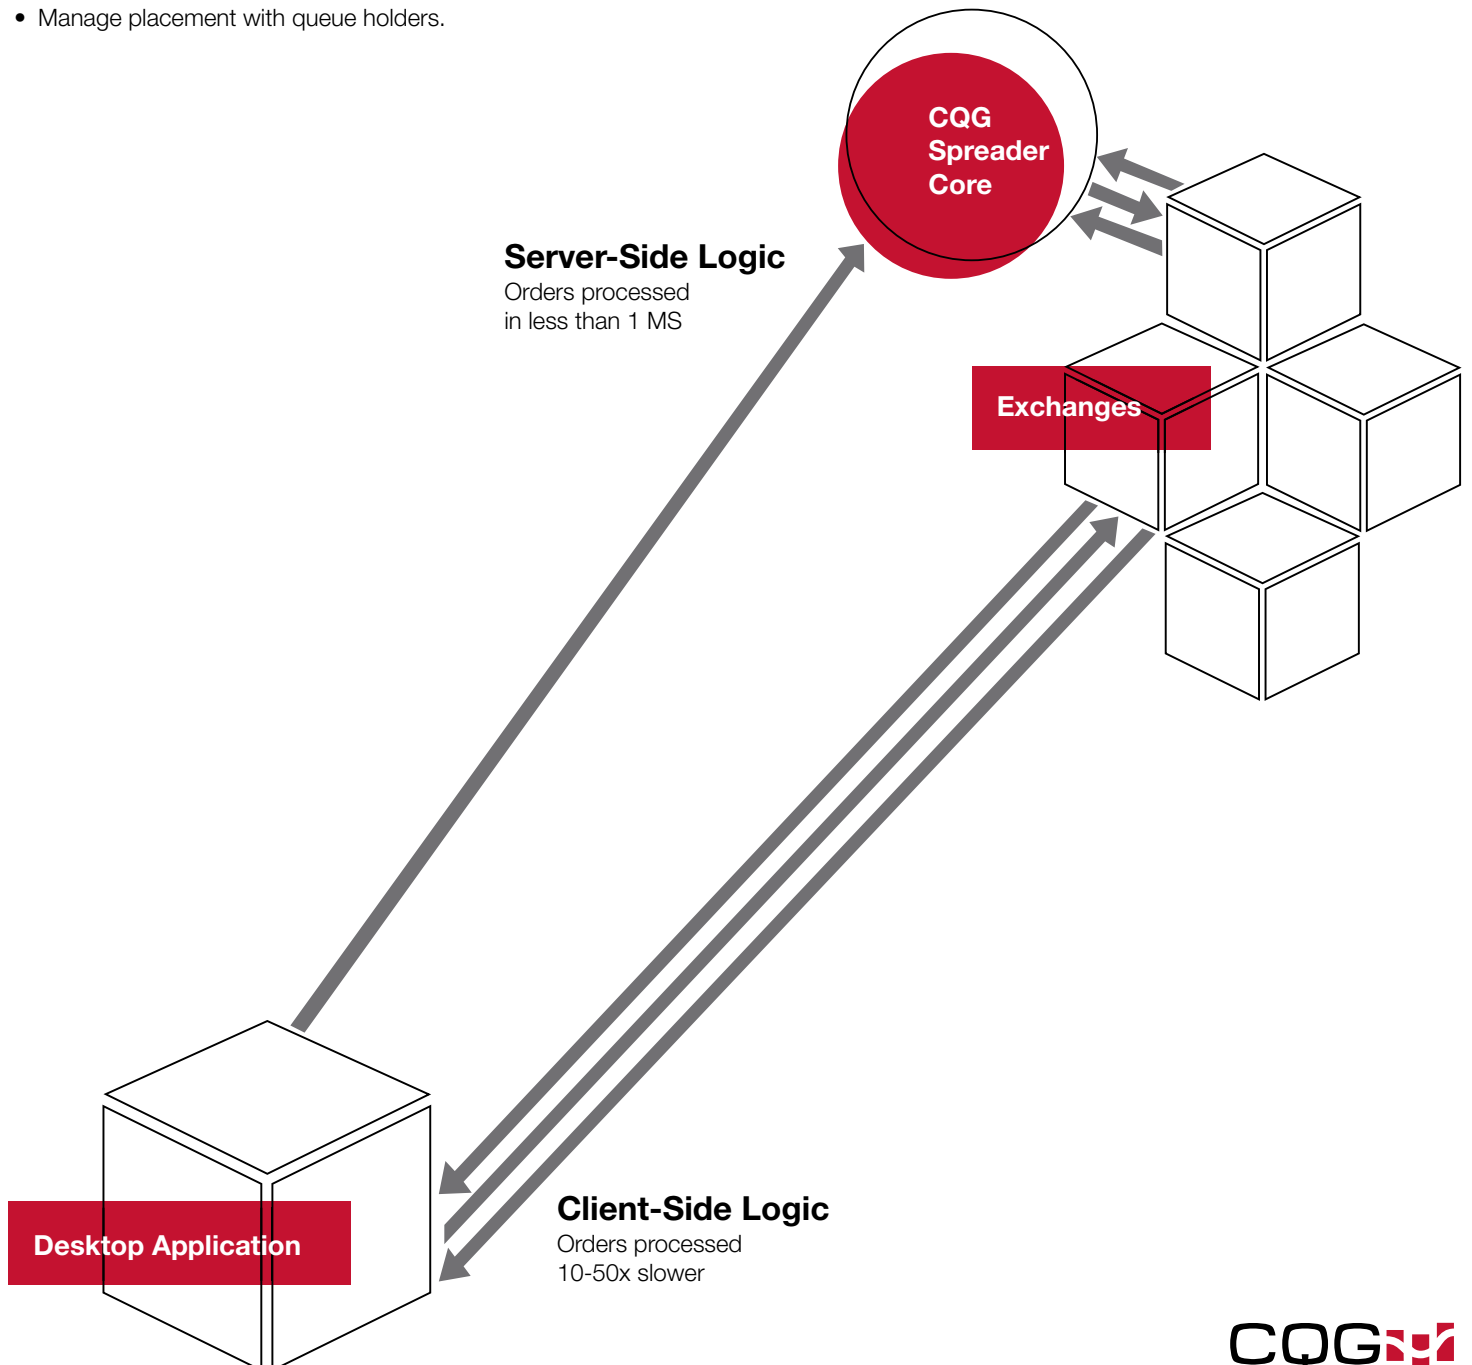 • Manage placement with queue holders.
CQG
Spreader
Core
Server-Side Logic
Orders processed
in less than 1 MS
Exchanges
Client-Side Logic
Orders processed
10-50x slower
Desktop Application
CQG